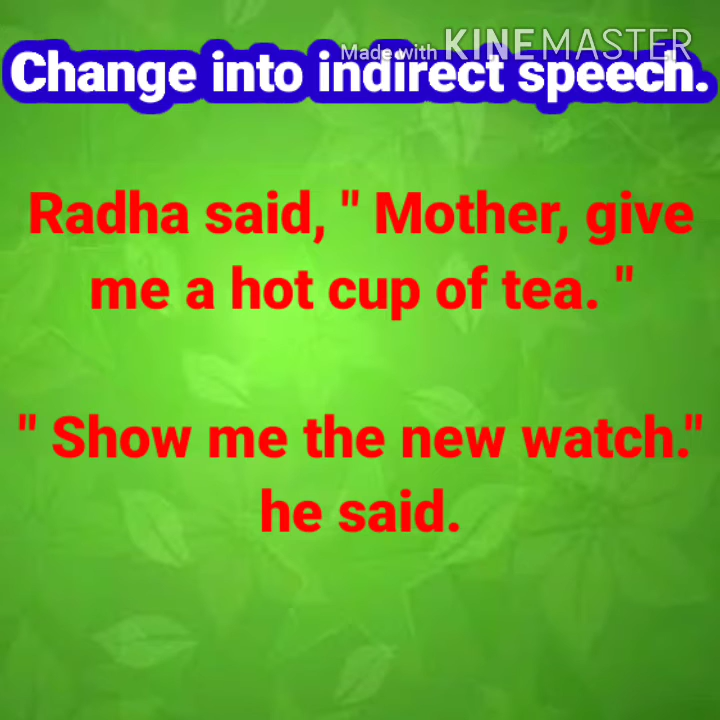 Made with KINEMASTER
Change into indirect speech.
Radha said, " Mother, give
me a hot cup of tea. "
" Show me the new watch."
he said.